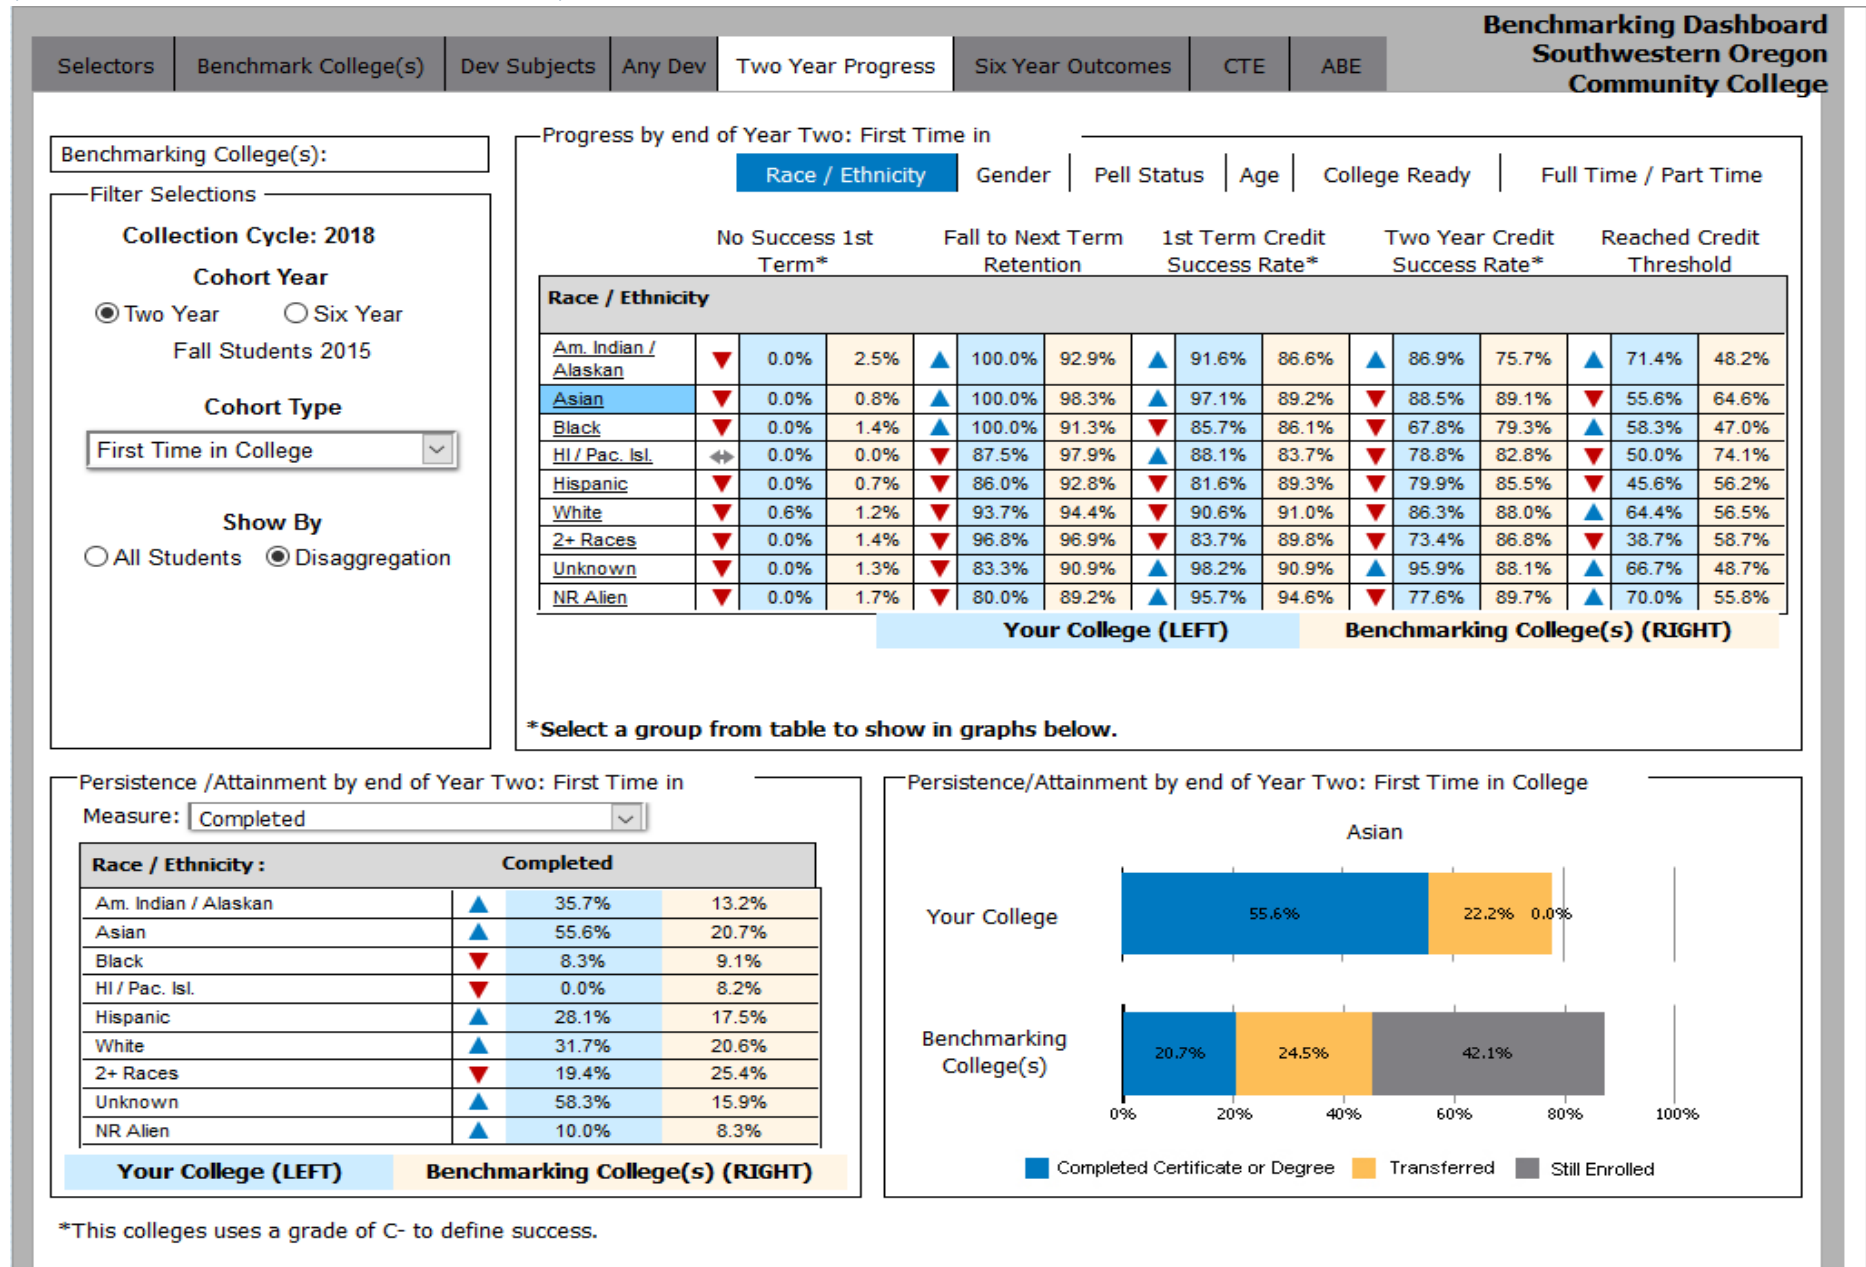 Benchmarking Dashboard
Southwestern Oregon
Community College
Selectors Benchmark College(s) Dev Subjects Any Dev Two Year Progress Six Year Outcomes CTE ABE
Benchmarking College(s):
Filter Selections
Collection Cycle: 2018
Cohort Year
Two Year Six Year
Fall Students 2015
Cohort Type
First Time in College
Show By
All Students Disaggregation
Progress by end of Year Two: First Time in
Race / Ethnicity Gender Pell Status Age College Ready Full Time / Part Time
No Success 1st Fall to Next Term 1st Term Credit Two Year Credit Reached Credit
Term* Retention Success Rate* Success Rate* Threshold
Race / Ethnicity
Am. Indian /
Alaskan 0.0% 2.5% 100.0% 92.9% 91.6% 86.6% 86.9% 75.7% 71.4% 48.2%
Asian 0.0% 0.8% 100.0% 98.3% 97.1% 89.2% 88.5% 89.1% 55.6% 64.6%
Black 0.0% 1.4% 100.0% 91.3% 85.7% 86.1% 67.8% 79.3% 58.3% 47.0%
HI / Pac. Isl. 0.0% 0.0% 87.5% 97.9% 88.1% 83.7% 78.8% 82.8% 50.0% 74.1%
Hispanic 0.0% 0.7% 86.0% 92.8% 81.6% 89.3% 79.9% 85.5% 45.6% 56.2%
White 0.6% 1.2% 93.7% 94.4% 90.6% 91.0% 86.3% 88.0% 64.4% 56.5%
2+ Races 0.0% 1.4% 96.8% 96.9% 83.7% 89.8% 73.4% 86.8% 38.7% 58.7%
Unknown 0.0% 1.3% 83.3% 90.9% 98.2% 90.9% 95.9% 88.1% 66.7% 48.7%
NR Alien 0.0% 1.7% 80.0% 89.2% 95.7% 94.6% 77.6% 89.7% 70.0% 55.8%
Your College (LEFT) Benchmarking College(s) (RIGHT)
*Select a group from table to show in graphs below.
Persistence /Attainment by end of Year Two: First Time in
Measure: Completed
Race / Ethnicity : Completed
Am. Indian / Alaskan 35.7% 13.2%
Asian 55.6% 20.7%
Black 8.3% 9.1%
HI / Pac. Isl. 0.0% 8.2%
Hispanic 28.1% 17.5%
White 31.7% 20.6%
2+ Races 19.4% 25.4%
Unknown 58.3% 15.9%
NR Alien 10.0% 8.3%
Your College (LEFT) Benchmarking College(s) (RIGHT)
Persistence/Attainment by end of Year Two: First Time in College
Asian
Your College 55.6% 22.2% 0.0%
Benchmarking
College(s) 20.7% 24.5% 42.1%
0% 20% 40% 60% 80% 100%
Completed Certificate or Degree Transferred Still Enrolled
*This colleges uses a grade of C- to define success.